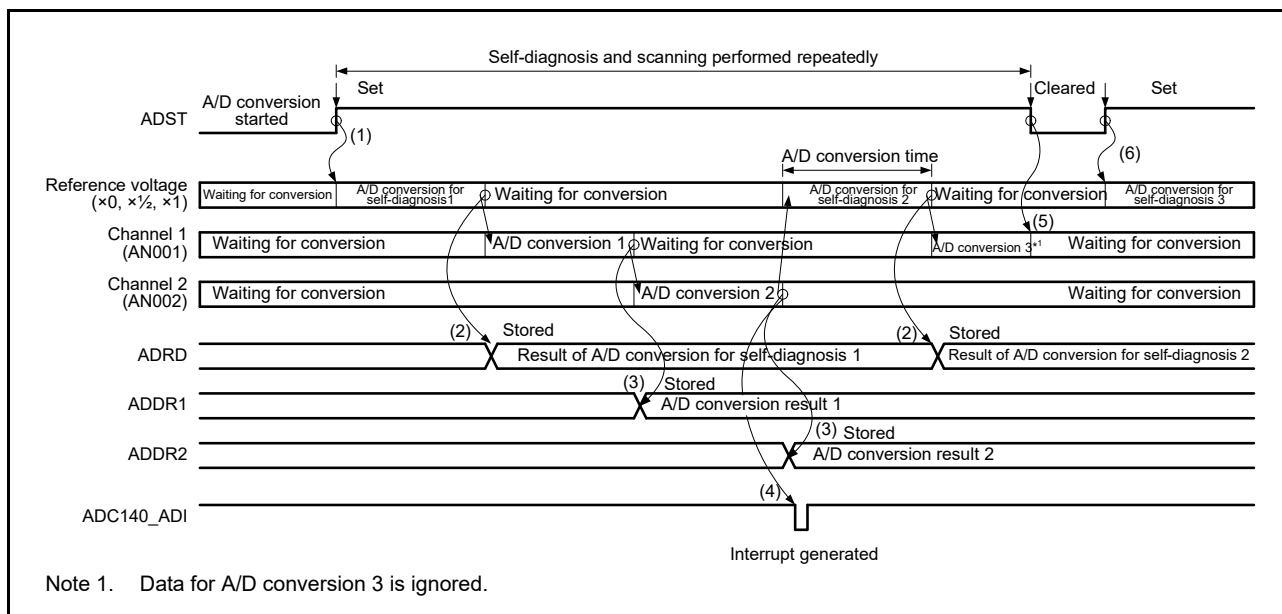 Self-diagnosis and scanning performed repeatedly
A/D conversion
started
Set
Cleared
Set
ADST
(1)
(6)
A/D conversion time
Reference voltage
(×0, ×½, ×1)
Waiting for conversion
A/D conversion for
self-diagnosis1
Waiting for conversion
A/D conversion for
self-diagnosis 2
Waiting for conversion
A/D conversion for
self-diagnosis 3
(5)
Channel 1
(AN001)
Waiting for conversion
A/D conversion 1
Waiting for conversion
A/D conversion 3*1
Waiting for conversion
Channel 2
(AN002)
Waiting for conversion
A/D conversion 2
Waiting for conversion
(2)
Stored
(2)
Stored
ADRD
Result of A/D conversion for self-diagnosis 1
Result of A/D conversion for self-diagnosis 2
(3)
Stored
ADDR1
A/D conversion result 1
(3)
Stored
ADDR2
A/D conversion result 2
(4)
ADC140_ADI
Interrupt generated
Note 1. Data for A/D conversion 3 is ignored.